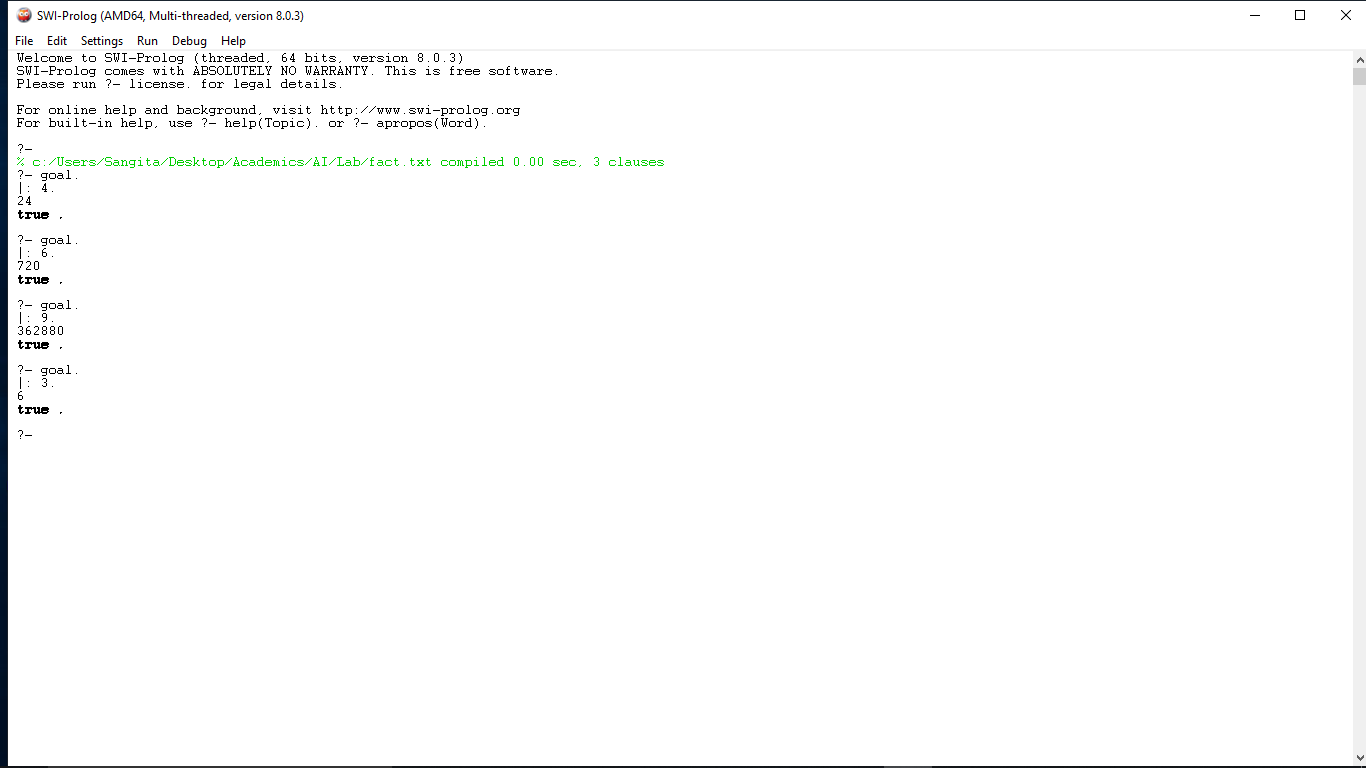 SWI-Prolog (AMD64, Multi-threaded, version 8.0.3)
File Edit Settings Run Debug Help
Welcome to SWI-Prolog (threaded, 64 bits, version 8.0.3)
SWI-Prolog comes with ABSOLUTELY NO WARRANTY. This is free software.
Please run ?- license. for legal details.
For online help and background, visit http://www.swi-prolog.org
For built-in help, use ?- help(Topic). or ?- apropos(Word).
?-
% c:/Users/Sangita/Desktop/Academics/AI/Lab/fact.txt compiled 0.00 sec, 3 clauses
?- goal.
|: 4.
24
true .
?- goal.
|: 6.
720
true .
?- goal.
|: 9.
362880
true .
?- goal.
|: 3.
6
true .
?-